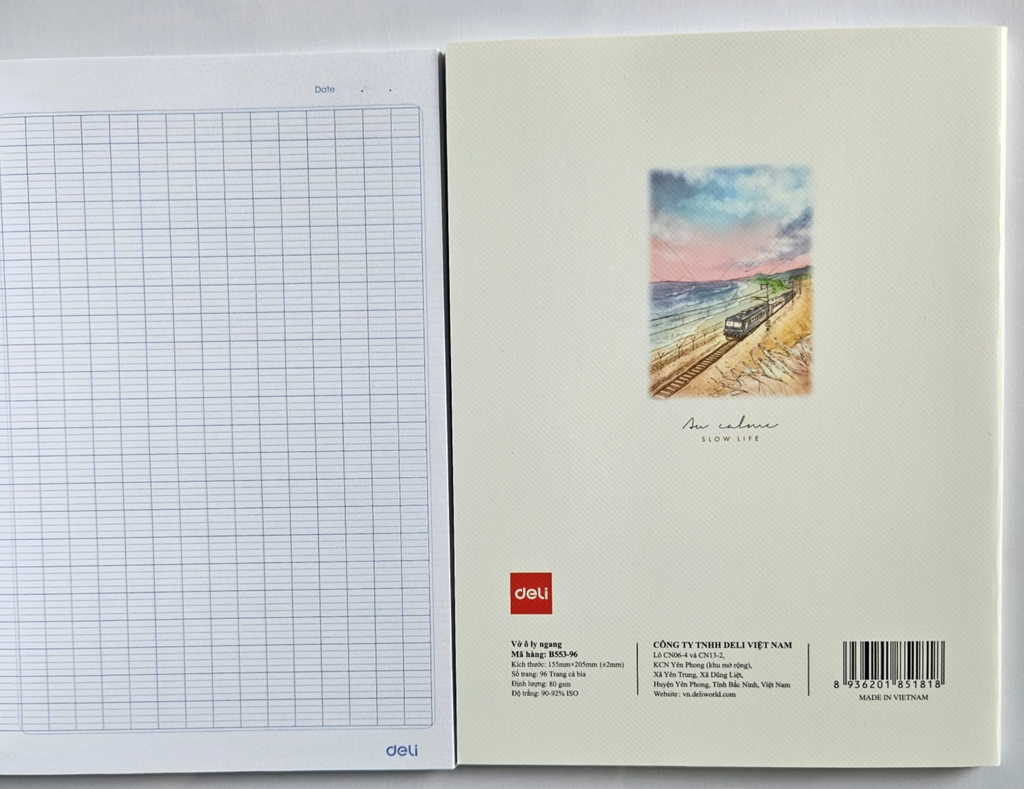 Date . .
deli
Au calme
SLOW LIFE
deli
Vở ô ly ngang
Mã hàng: B553-96
Kích thước: 155mm×205mm (±2mm)
Số trang: 96 Trang cả bìa
Định lượng: 80 gsm
Độ trắng: 90-92% ISO
CÔNG TY TNHH DELI VIỆT NAM
Lô CN06-4 và CN13-2,
KCN Yên Phong (khu mở rộng),
Xã Yên Trung, Xã Dũng Liệt,
Huyện Yên Phong, Tỉnh Bắc Ninh, Việt Nam
Website: vn.deliworld.com
8 936201 851818
MADE IN VIETNAM